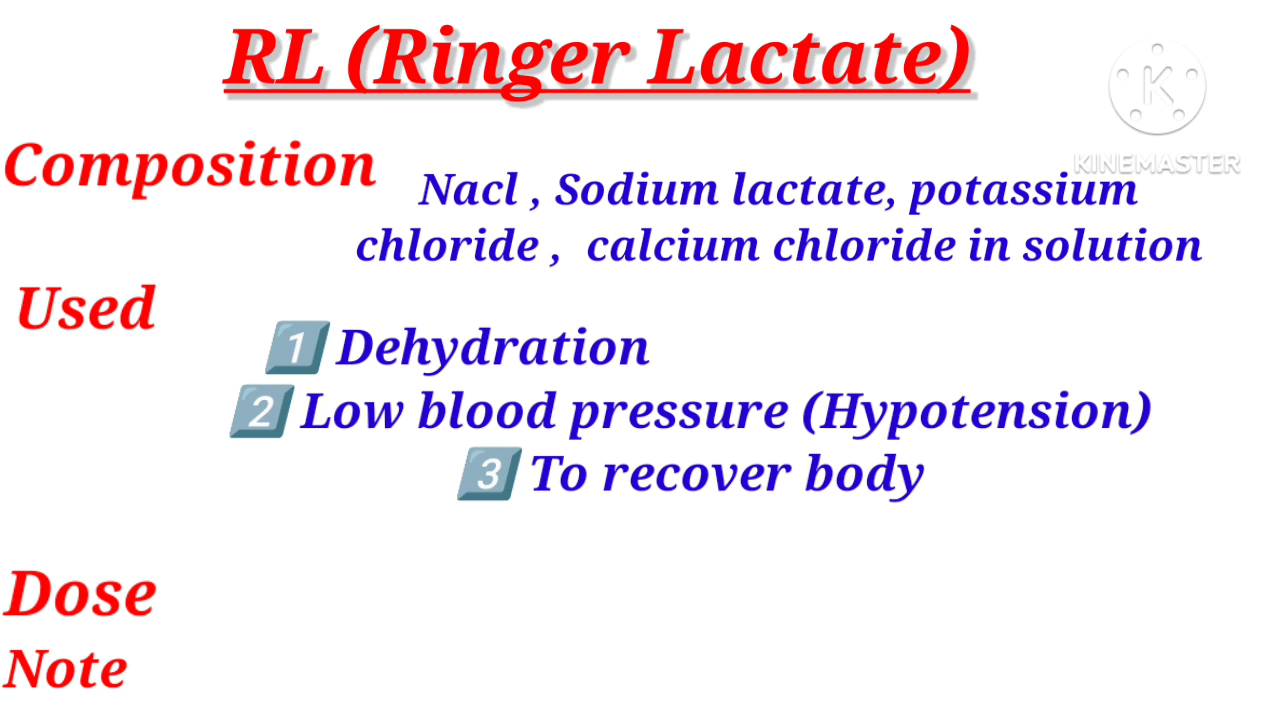 RL (Ringer Lactate)
KINEMASTER
Composition
Nacl , Sodium lactate, potassium
chloride , calcium chloride in solution
Used
1 Dehydration
2 Low blood pressure (Hypotension)
3 To recover body
Dose
Note